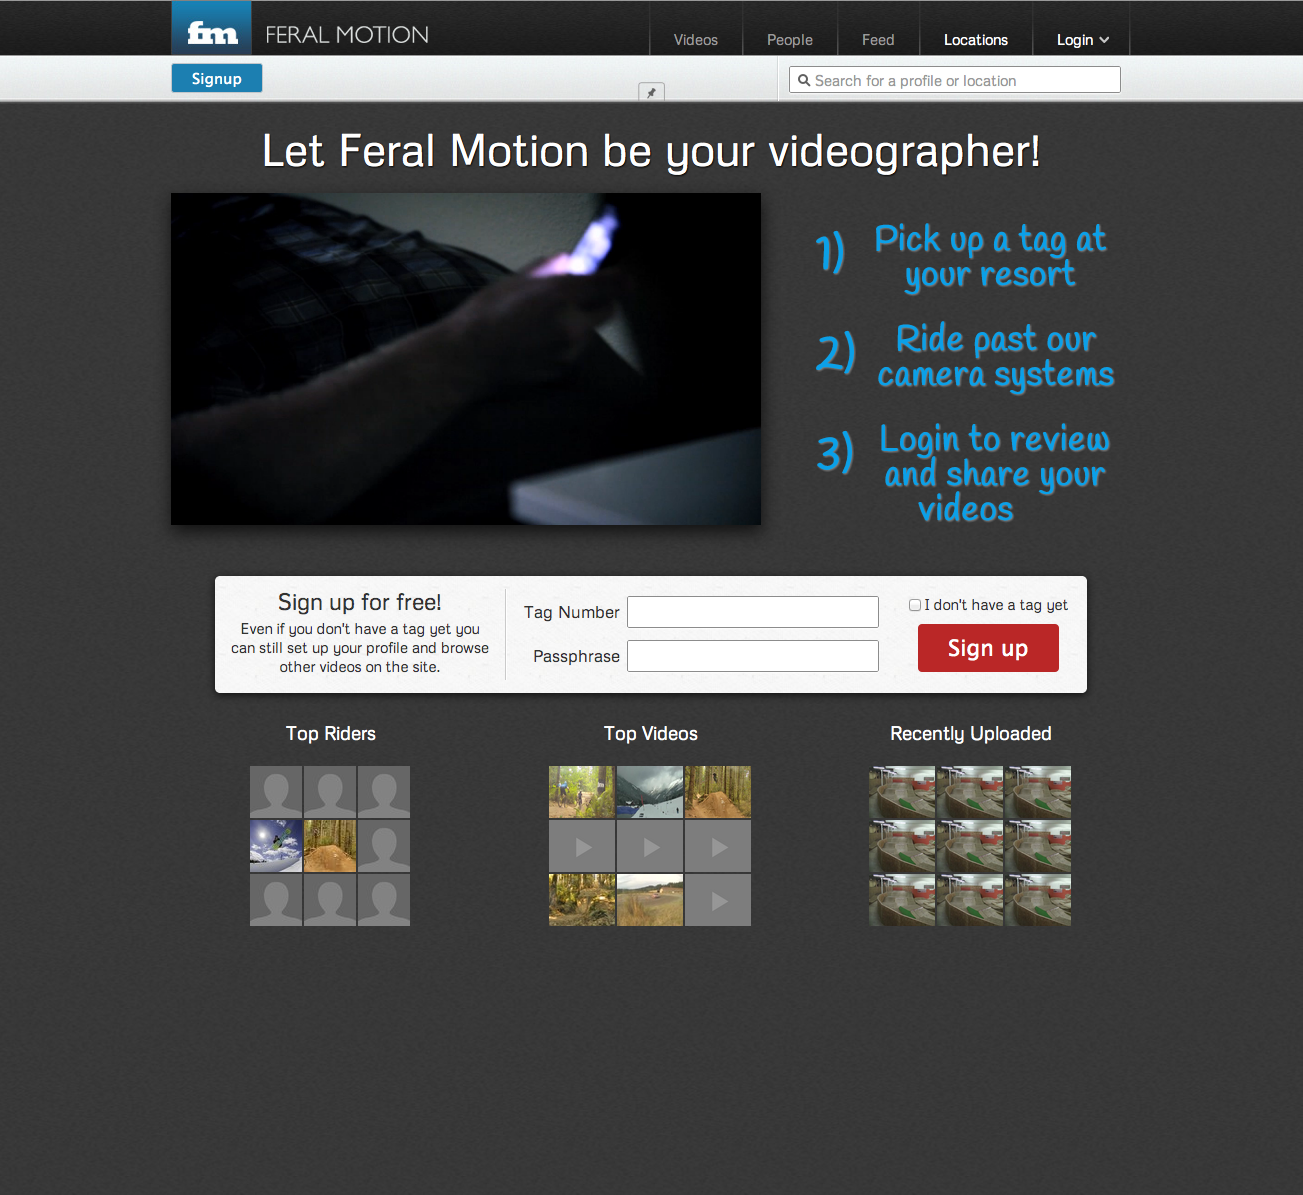 fm FERAL MOTION
Videos People Feed Locations Login
Signup
Search for a profile or location
Let Feral Motion be your videographer!
1) Pick up a tag at
your resort
2) Ride past our
camera systems
3) Login to review
and share your
videos
Sign up for free!
Even if you don't have a tag yet you
can still set up your profile and browse
other videos on the site.
Tag Number
Passphrase
I don't have a tag yet
Sign up
Top Riders
Top Videos
Recently Uploaded